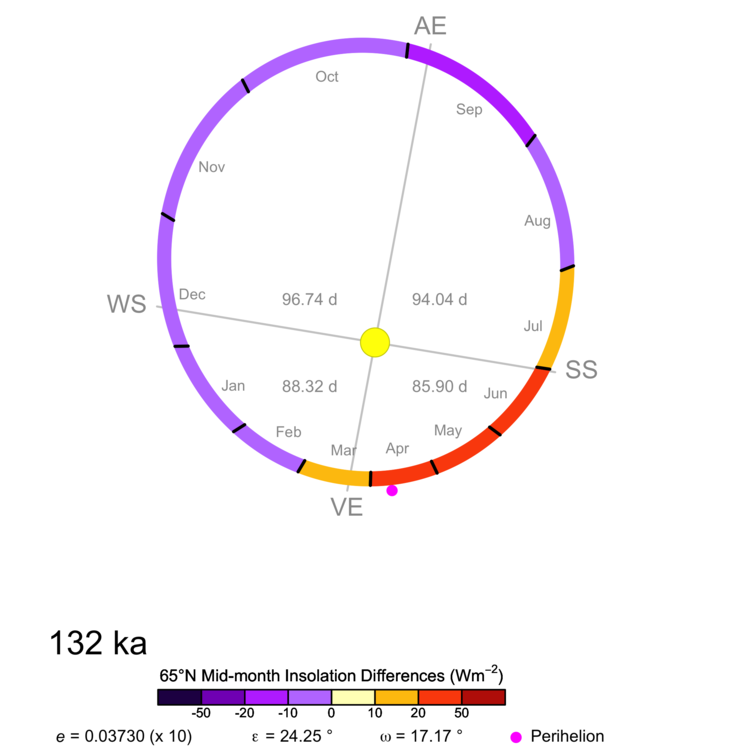 AE
Oct
Sep
Nov
Aug
WS
Dec
96.74 d
94.04 d
Jul
SS
Jan
88.32 d
85.90 d
Jun
Feb
May
Mar
Apr
VE
132 ka
65°N Mid-month Insolation Differences (Wm⁻²)
-50 -20 -10 0 10 20 50
e = 0.03730 (x 10) ε = 24.25 ° ω = 17.17 ° Perihelion